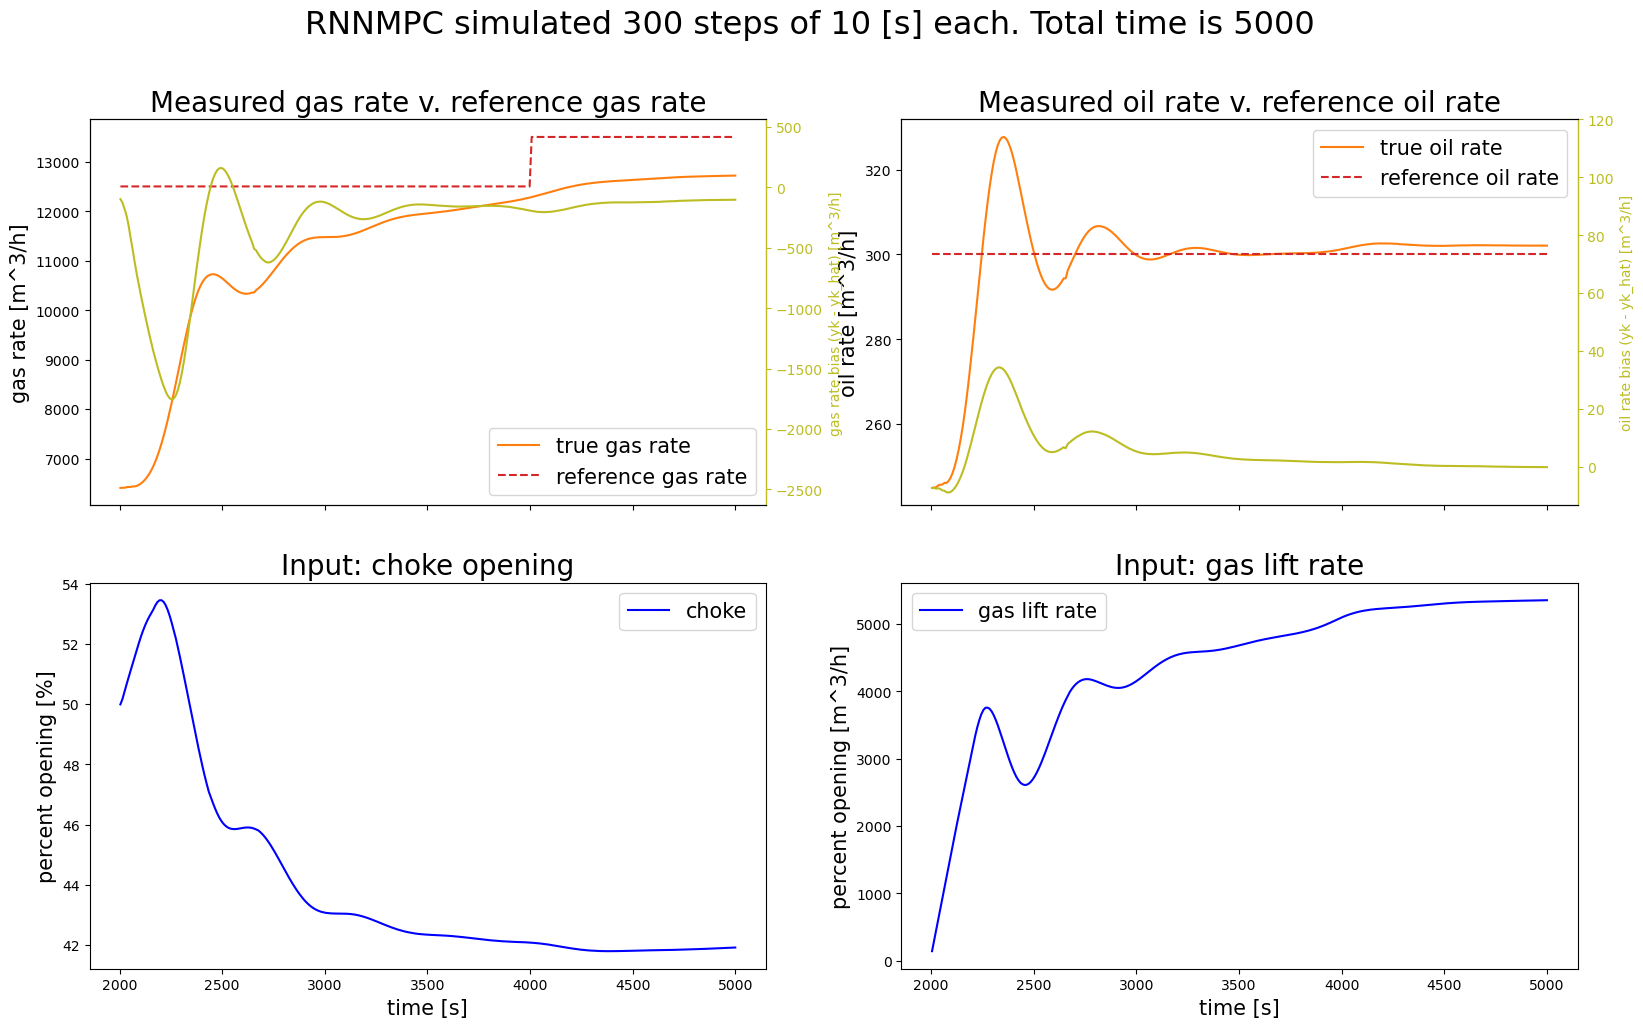 RNNMPC simulated 300 steps of 10 [s] each. Total time is 5000
Measured gas rate v. reference gas rate
gas rate [m^3/h]
13000
12000
11000
10000
9000
8000
7000
500
0
−500
−1000
−1500
−2000
−2500
gas rate bias (yk - yk_hat) [m^3/h]
true gas rate
reference gas rate
Measured oil rate v. reference oil rate
oil rate [m^3/h]
320
300
280
260
120
100
80
60
40
20
0
oil rate bias (yk - yk_hat) [m^3/h]
true oil rate
reference oil rate
Input: choke opening
percent opening [%]
54
52
50
48
46
44
42
choke
2000
2500
3000
3500
4000
4500
5000
time [s]
Input: gas lift rate
percent opening [m^3/h]
5000
4000
3000
2000
1000
0
gas lift rate
2000
2500
3000
3500
4000
4500
5000
time [s]